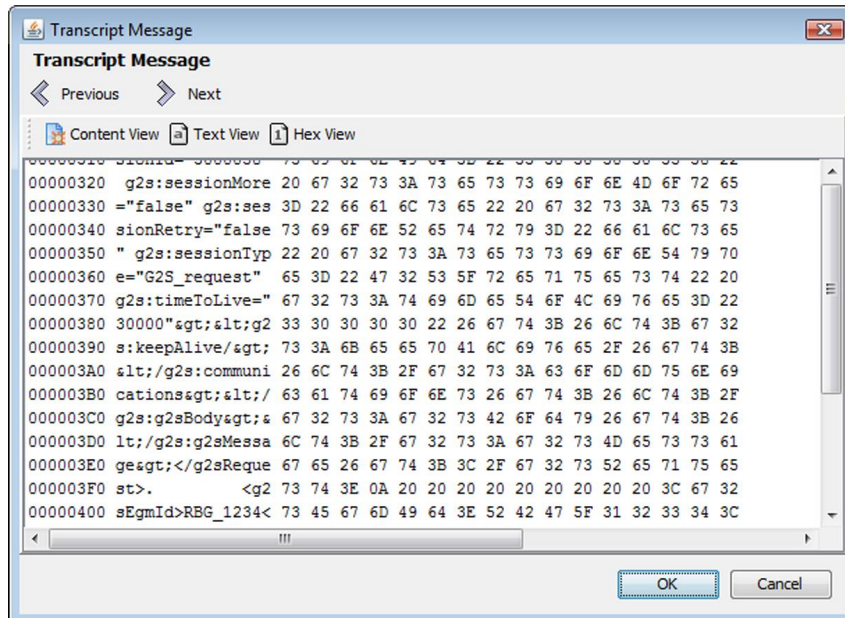 Transcript Message
Transcript Message
Previous Next
Content View Text View Hex View
00000320  g2s:sessionMore 20 67 32 73 3A 73 65 73 73 69 6F 6E 4D 6F 72 65
00000330 ="false" g2s:ses 3D 22 66 61 6C 73 65 22 20 67 32 73 3A 73 65 73
00000340 sionRetry="false 73 69 6F 6E 52 65 74 72 79 3D 22 66 61 6C 73 65
00000350 " g2s:sessionTyp 22 20 67 32 73 3A 73 65 73 73 69 6F 6E 54 79 70
00000360 e="G2S_request"  65 3D 22 47 32 53 5F 72 65 71 75 65 73 74 22 20
00000370 g2s:timeToLive=" 67 32 73 3A 74 69 6D 65 54 6F 4C 69 76 65 3D 22
00000380 30000"&gt;&lt;g2 33 30 30 30 30 22 26 67 74 3B 26 6C 74 3B 67 32
00000390 s:keepAlive/&gt; 73 3A 6B 65 65 70 41 6C 69 76 65 2F 26 67 74 3B
000003A0 &lt;/g2s:communi 26 6C 74 3B 2F 67 32 73 3A 63 6F 6D 6D 75 6E 69
000003B0 cations&gt;&lt;/ 63 61 74 69 6F 6E 73 26 67 74 3B 26 6C 74 3B 2F
000003C0 g2s:g2sBody&gt;& 67 32 73 3A 67 32 73 42 6F 64 79 26 67 74 3B 26
000003D0 lt;/g2s:g2sMessa 6C 74 3B 2F 67 32 73 3A 67 32 73 4D 65 73 73 61
000003E0 ge&gt;</g2sReque 67 65 26 67 74 3B 3C 2F 67 32 73 52 65 71 75 65
000003F0 st>.         <g2 73 74 3E 0A 20 20 20 20 20 20 20 20 20 3C 67 32
00000400 sEgmId>RBG_1234< 73 45 67 6D 49 64 3E 52 42 47 5F 31 32 33 34 3C
OK Cancel